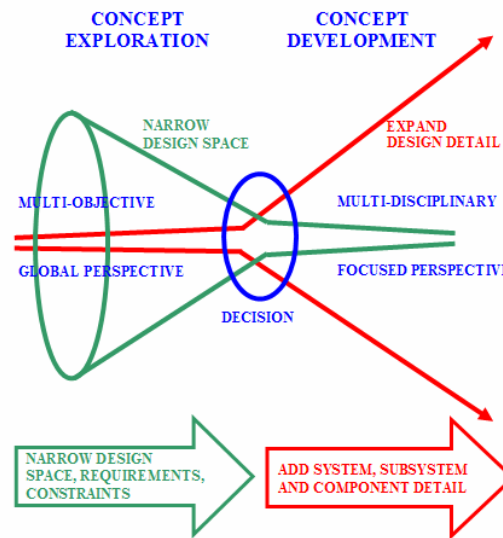 CONCEPT
EXPLORATION
CONCEPT
DEVELOPMENT
NARROW
DESIGN SPACE
EXPAND
DESIGN DETAIL
MULTI-OBJECTIVE
MULTI-DISCIPLINARY
GLOBAL PERSPECTIVE
FOCUSED PERSPECTIVE
DECISION
NARROW DESIGN
SPACE, REQUIREMENTS,
CONSTRAINTS
ADD SYSTEM, SUBSYSTEM
AND COMPONENT DETAIL